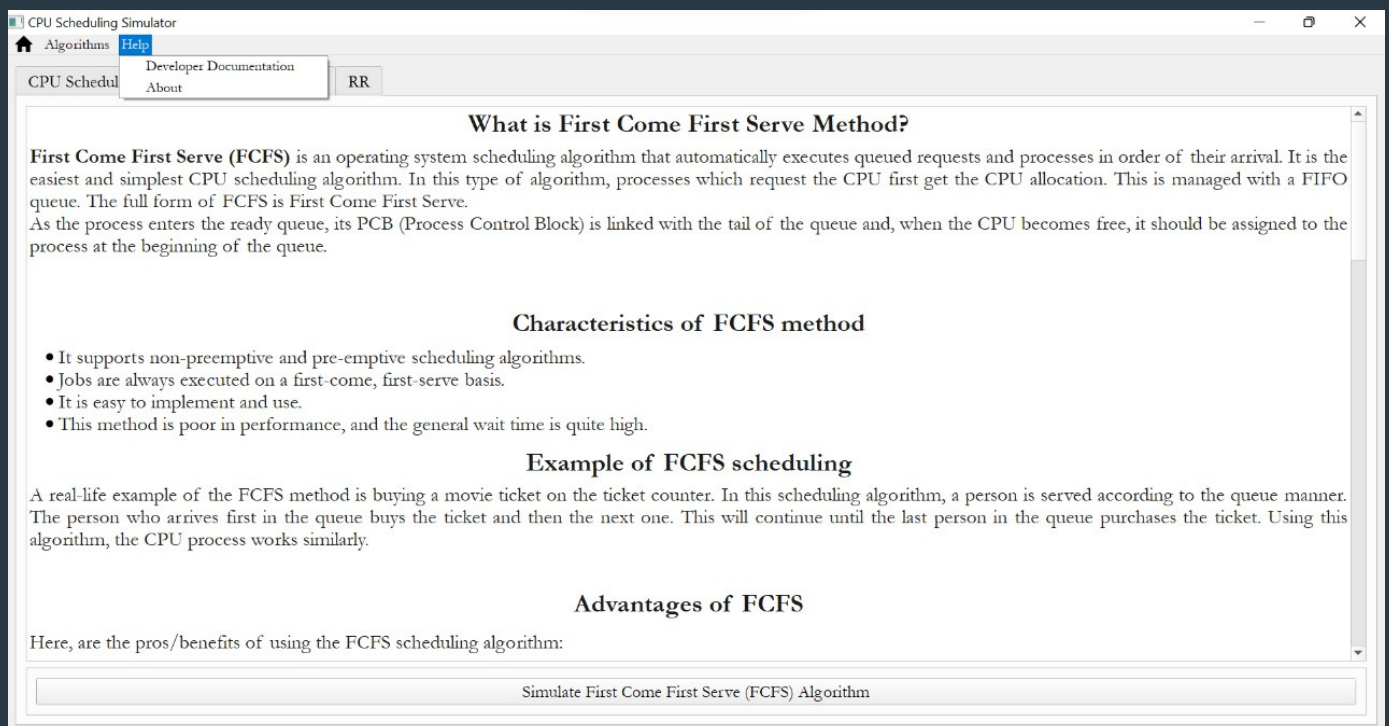 CPU Scheduling Simulator
Algorithms Help
Developer Documentation
About
CPU Schedul
RR
What is First Come First Serve Method?
First Come First Serve (FCFS) is an operating system scheduling algorithm that automatically executes queued requests and processes in order of their arrival. It is the
easiest and simplest CPU scheduling algorithm. In this type of algorithm, processes which request the CPU first get the CPU allocation. This is managed with a FIFO
queue. The full form of FCFS is First Come First Serve.
As the process enters the ready queue, its PCB (Process Control Block) is linked with the tail of the queue and, when the CPU becomes free, it should be assigned to the
process at the beginning of the queue.
Characteristics of FCFS method
• It supports non-preemptive and pre-emptive scheduling algorithms.
• Jobs are always executed on a first-come, first-serve basis.
• It is easy to implement and use.
• This method is poor in performance, and the general wait time is quite high.
Example of FCFS scheduling
A real-life example of the FCFS method is buying a movie ticket on the ticket counter. In this scheduling algorithm, a person is served according to the queue manner.
The person who arrives first in the queue buys the ticket and then the next one. This will continue until the last person in the queue purchases the ticket. Using this
algorithm, the CPU process works similarly.
Advantages of FCFS
Here, are the pros/benefits of using the FCFS scheduling algorithm:
Simulate First Come First Serve (FCFS) Algorithm